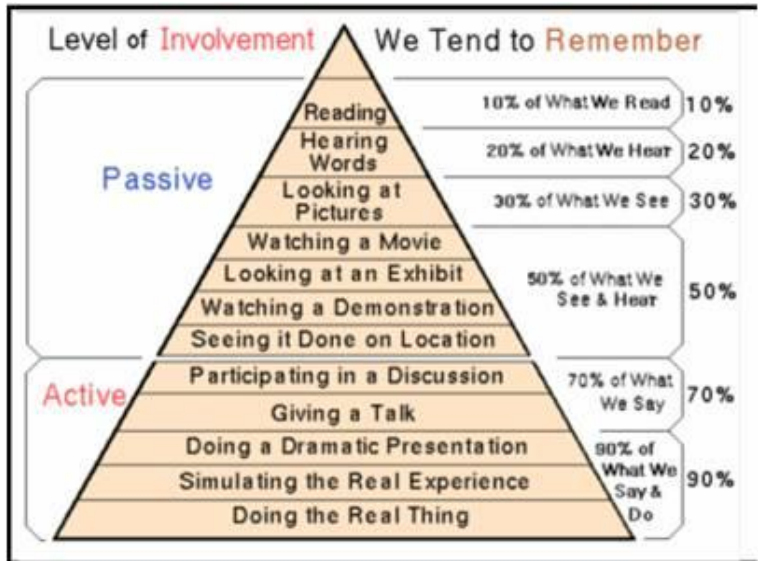 Level of Involvement
We Tend to Remember
Passive
Reading
Hearing
Words
Looking at
Pictures
Watching a Movie
Looking at an Exhibit
Watching a Demonstration
Seeing it Done on Location
10% of What We Read
10%
20% of What We Hear
20%
30% of What We See
30%
50% of What We
See & Hear
50%
Active
Participating in a Discussion
Giving a Talk
Doing a Dramatic Presentation
Simulating the Real Experience
Doing the Real Thing
70% of What
We Say
70%
90% of
What We
Say &
Do
90%